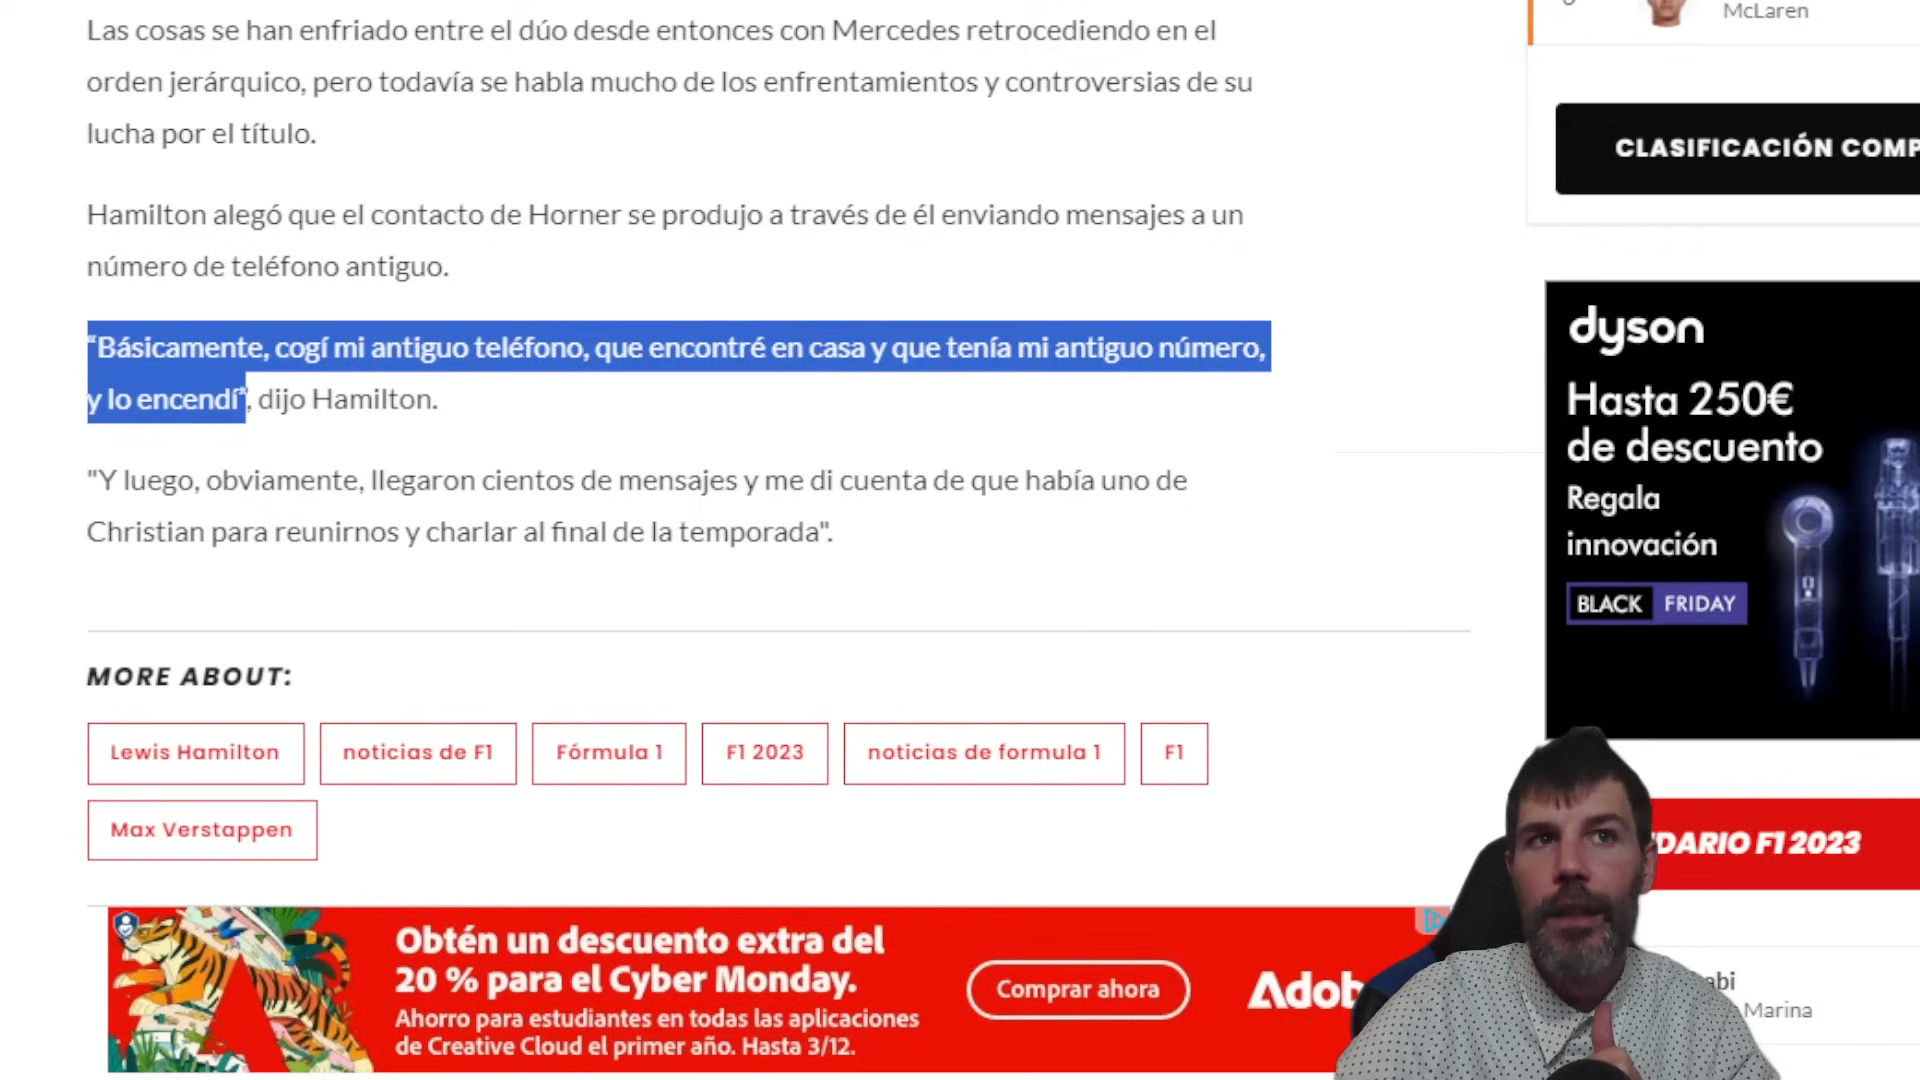 Las cosas se han enfriado entre el dúo desde entonces con Mercedes retrocediendo en el
orden jerárquico, pero todavía se habla mucho de los enfrentamientos y controversias de su
lucha por el título.
Hamilton alegó que el contacto de Horner se produjo a través de él enviando mensajes a un
número de teléfono antiguo.
“Básicamente, cogí mi antiguo teléfono, que encontré en casa y que tenía mi antiguo número,
y lo encendí”, dijo Hamilton.
"Y luego, obviamente, llegaron cientos de mensajes y me di cuenta de que había uno de
Christian para reunirnos y charlar al final de la temporada".
MORE ABOUT:
Lewis Hamilton
noticias de F1
Fórmula 1
F1 2023
noticias de formula 1
F1
Max Verstappen
Obtén un descuento extra del
20 % para el Cyber Monday.
Ahorro para estudiantes en todas las aplicaciones
de Creative Cloud el primer año. Hasta 3/12.
Comprar ahora
Adob
McLaren
CLASIFICACIÓN COMP
dyson
Hasta 250€
de descuento
Regala
innovación
BLACK FRIDAY
DARIO F1 2023
abi
Marina